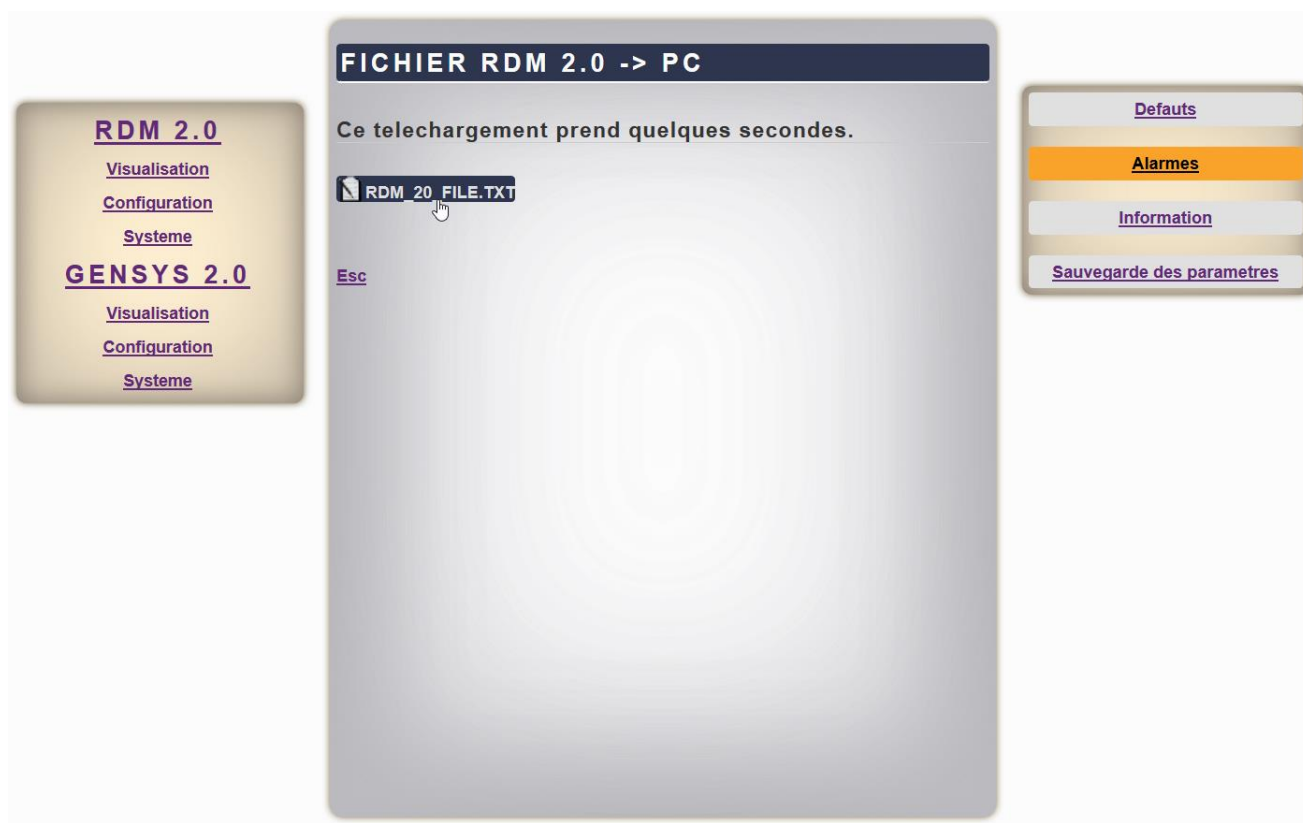 RDM 2.0
Visualisation
Configuration
Systeme
GENSYS 2.0
Visualisation
Configuration
Systeme
FICHIER RDM 2.0 -> PC
Ce telechargement prend quelques secondes.
RDM_20_FILE.TXT
Esc
Defauts
Alarmes
Information
Sauvegarde des parametres